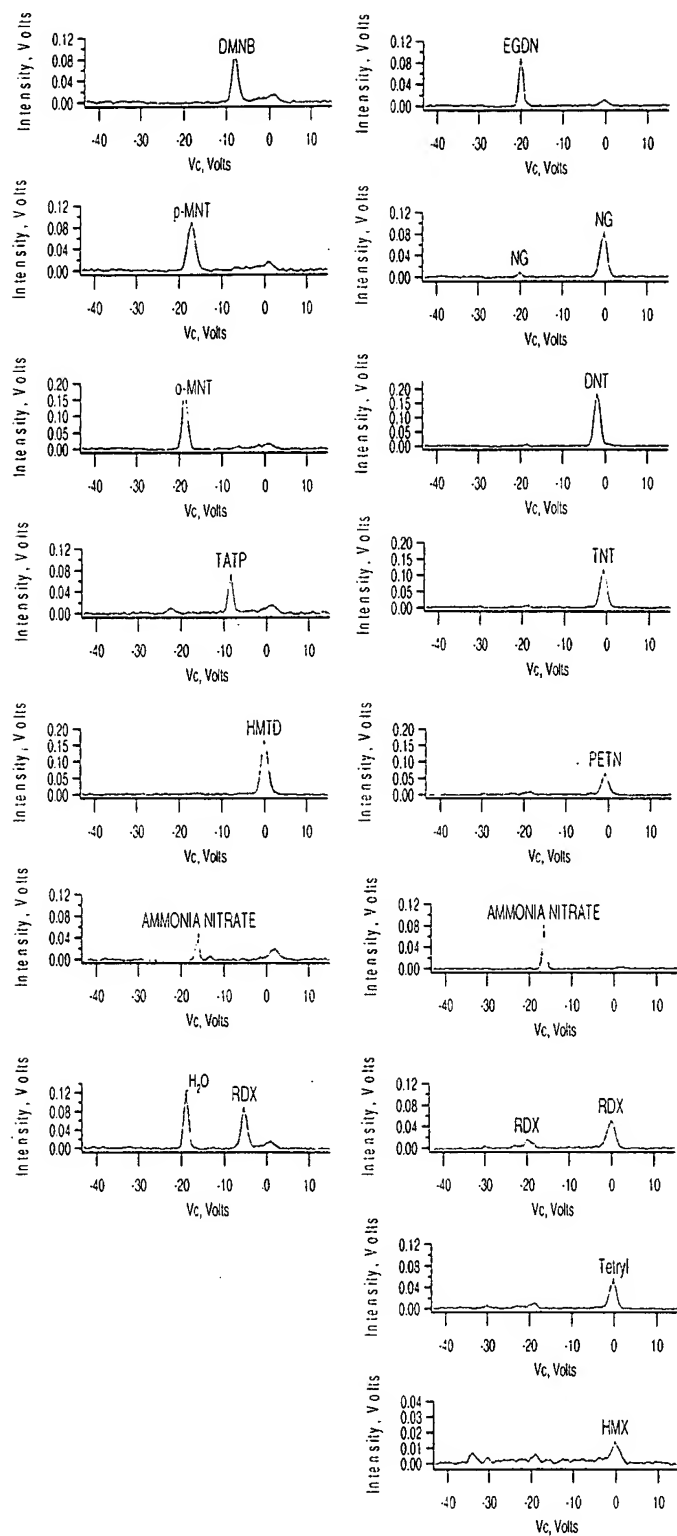 Intensity, Volts
0.12
0.08
0.04
0.00
DMNB
-40 -30 -20 -10 0 10
Vc, Volts
Intensity, Volts
0.12
0.08
0.04
0.00
EGDN
-40 -30 -20 -10 0 10
Vc, Volts
Intensity, Volts
0.12
0.08
0.04
0.00
p-MNT
-40 -30 -20 -10 0 10
Vc, Volts
Intensity, Volts
0.12
0.08
0.04
0.00
NG
NG
-40 -30 -20 -10 0 10
Vc, Volts
Intensity, Volts
0.20
0.15
0.10
0.05
0.00
o-MNT
-40 -30 -20 -10 0 10
Vc, Volts
Intensity, Volts
0.20
0.15
0.10
0.05
0.00
DNT
-40 -30 -20 -10 0 10
Vc, Volts
Intensity, Volts
0.12
0.08
0.04
0.00
TATP
-40 -30 -20 -10 0 10
Vc, Volts
Intensity, Volts
0.20
0.15
0.10
0.05
0.00
TNT
-40 -30 -20 -10 0 10
Vc, Volts
Intensity, Volts
0.20
0.15
0.10
0.05
0.00
HMTD
-40 -30 -20 -10 0 10
Vc, Volts
Intensity, Volts
0.20
0.15
0.10
0.05
0.00
PETN
-40 -30 -20 -10 0 10
Vc, Volts
Intensity, Volts
0.12
0.08
0.04
0.00
AMMONIA NITRATE
-40 -30 -20 -10 0 10
Vc, Volts
Intensity, Volts
0.12
0.08
0.04
0.00
AMMONIA NITRATE
-40 -30 -20 -10 0 10
Vc, Volts
Intensity, Volts
0.12
0.08
0.04
0.00
H₂O
RDX
-40 -30 -20 -10 0 10
Vc, Volts
Intensity, Volts
0.12
0.08
0.04
0.00
RDX
RDX
-40 -30 -20 -10 0 10
Vc, Volts
Intensity, Volts
0.12
0.08
0.04
0.00
Tetryl
-40 -30 -20 -10 0 10
Vc, Volts
Intensity, Volts
0.04
0.03
0.02
0.01
0.00
HMX
-40 -30 -20 -10 0 10
Vc, Volts